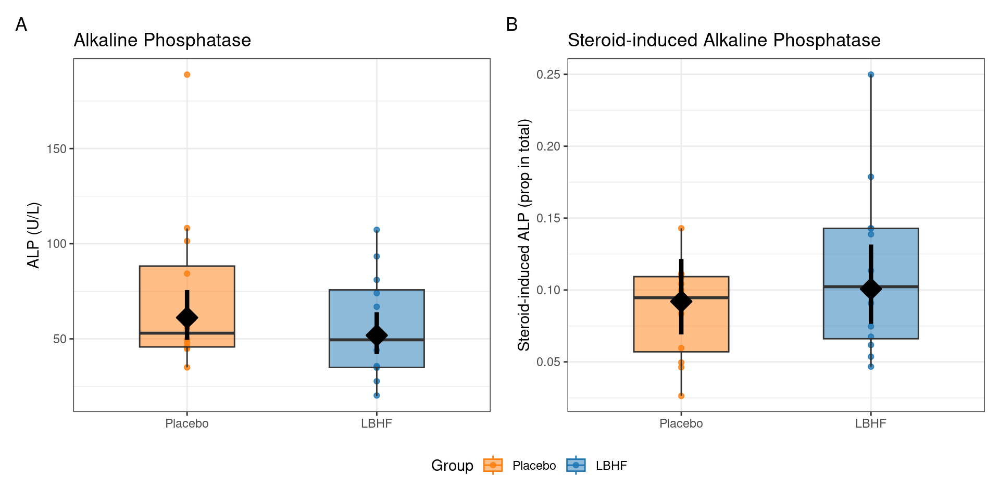 A
Alkaline Phosphatase
ALP (U/L)
150
100
50
Placebo
LBHF
B
Steroid-induced Alkaline Phosphatase
Steroid-induced ALP (prop in total)
0.25
0.20
0.15
0.10
0.05
Placebo
LBHF
Group
Placebo
LBHF